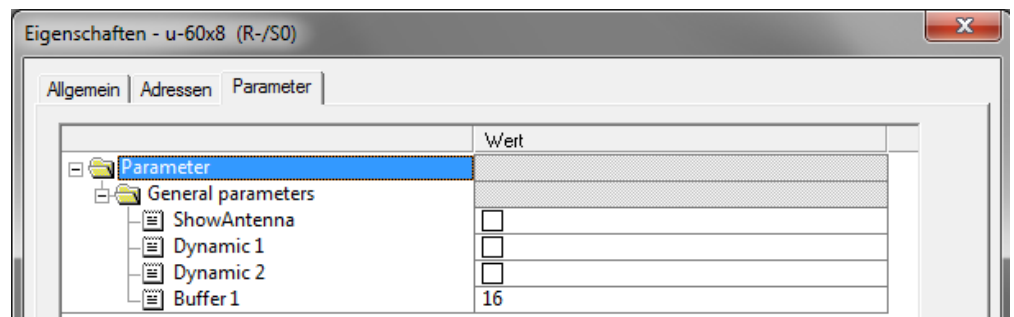 Eigenschaften - u-60x8 (R-/S0)
Allgemein Adressen Parameter
Wert
Parameter
General parameters
ShowAntenna
Dynamic 1
Dynamic 2
Buffer 1 16